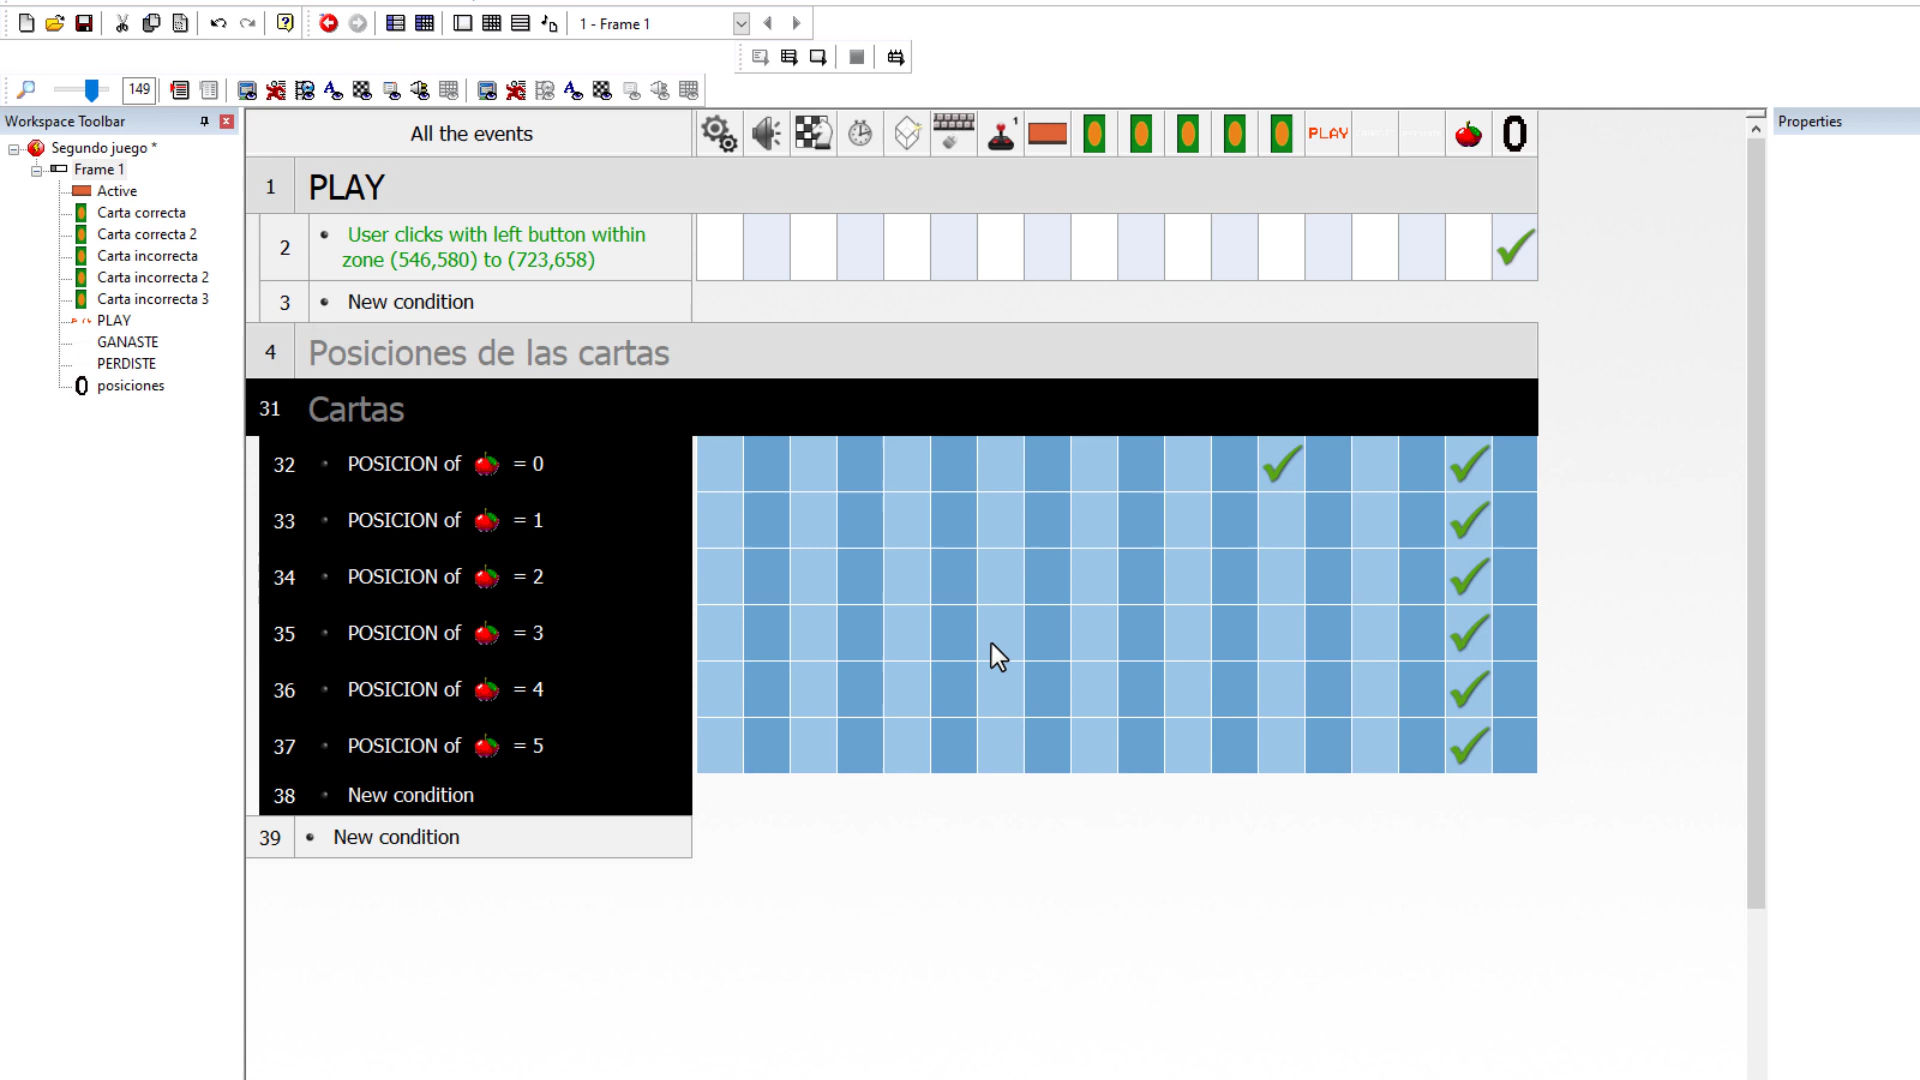 1 - Frame 1
149
Workspace Toolbar
Properties
Segundo juego *
Frame 1
Active
Carta correcta
Carta correcta 2
Carta incorrecta
Carta incorrecta 2
Carta incorrecta 3
PLAY
GANASTE
PERDISTE
0 posiciones
All the events
1
PLAY
0
1 PLAY
2 • User clicks with left button within
zone (546,580) to (723,658)
3 • New condition
4 Posiciones de las cartas
31 Cartas
32 • POSICION of = 0
33 • POSICION of = 1
34 • POSICION of = 2
35 • POSICION of = 3
36 • POSICION of = 4
37 • POSICION of = 5
38 • New condition
39 • New condition